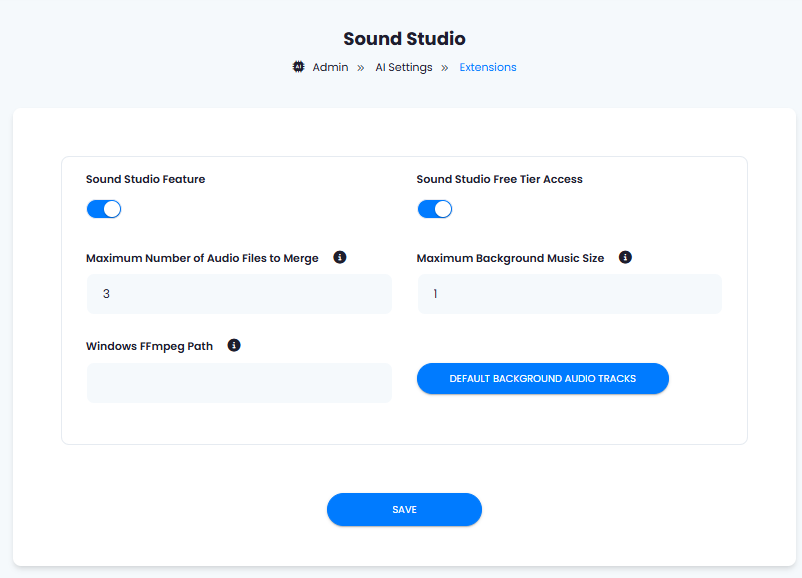 Sound Studio
Admin » AI Settings » Extensions
Sound Studio Feature
Sound Studio Free Tier Access
Maximum Number of Audio Files to Merge
Maximum Background Music Size
3
1
Windows FFmpeg Path
DEFAULT BACKGROUND AUDIO TRACKS
SAVE